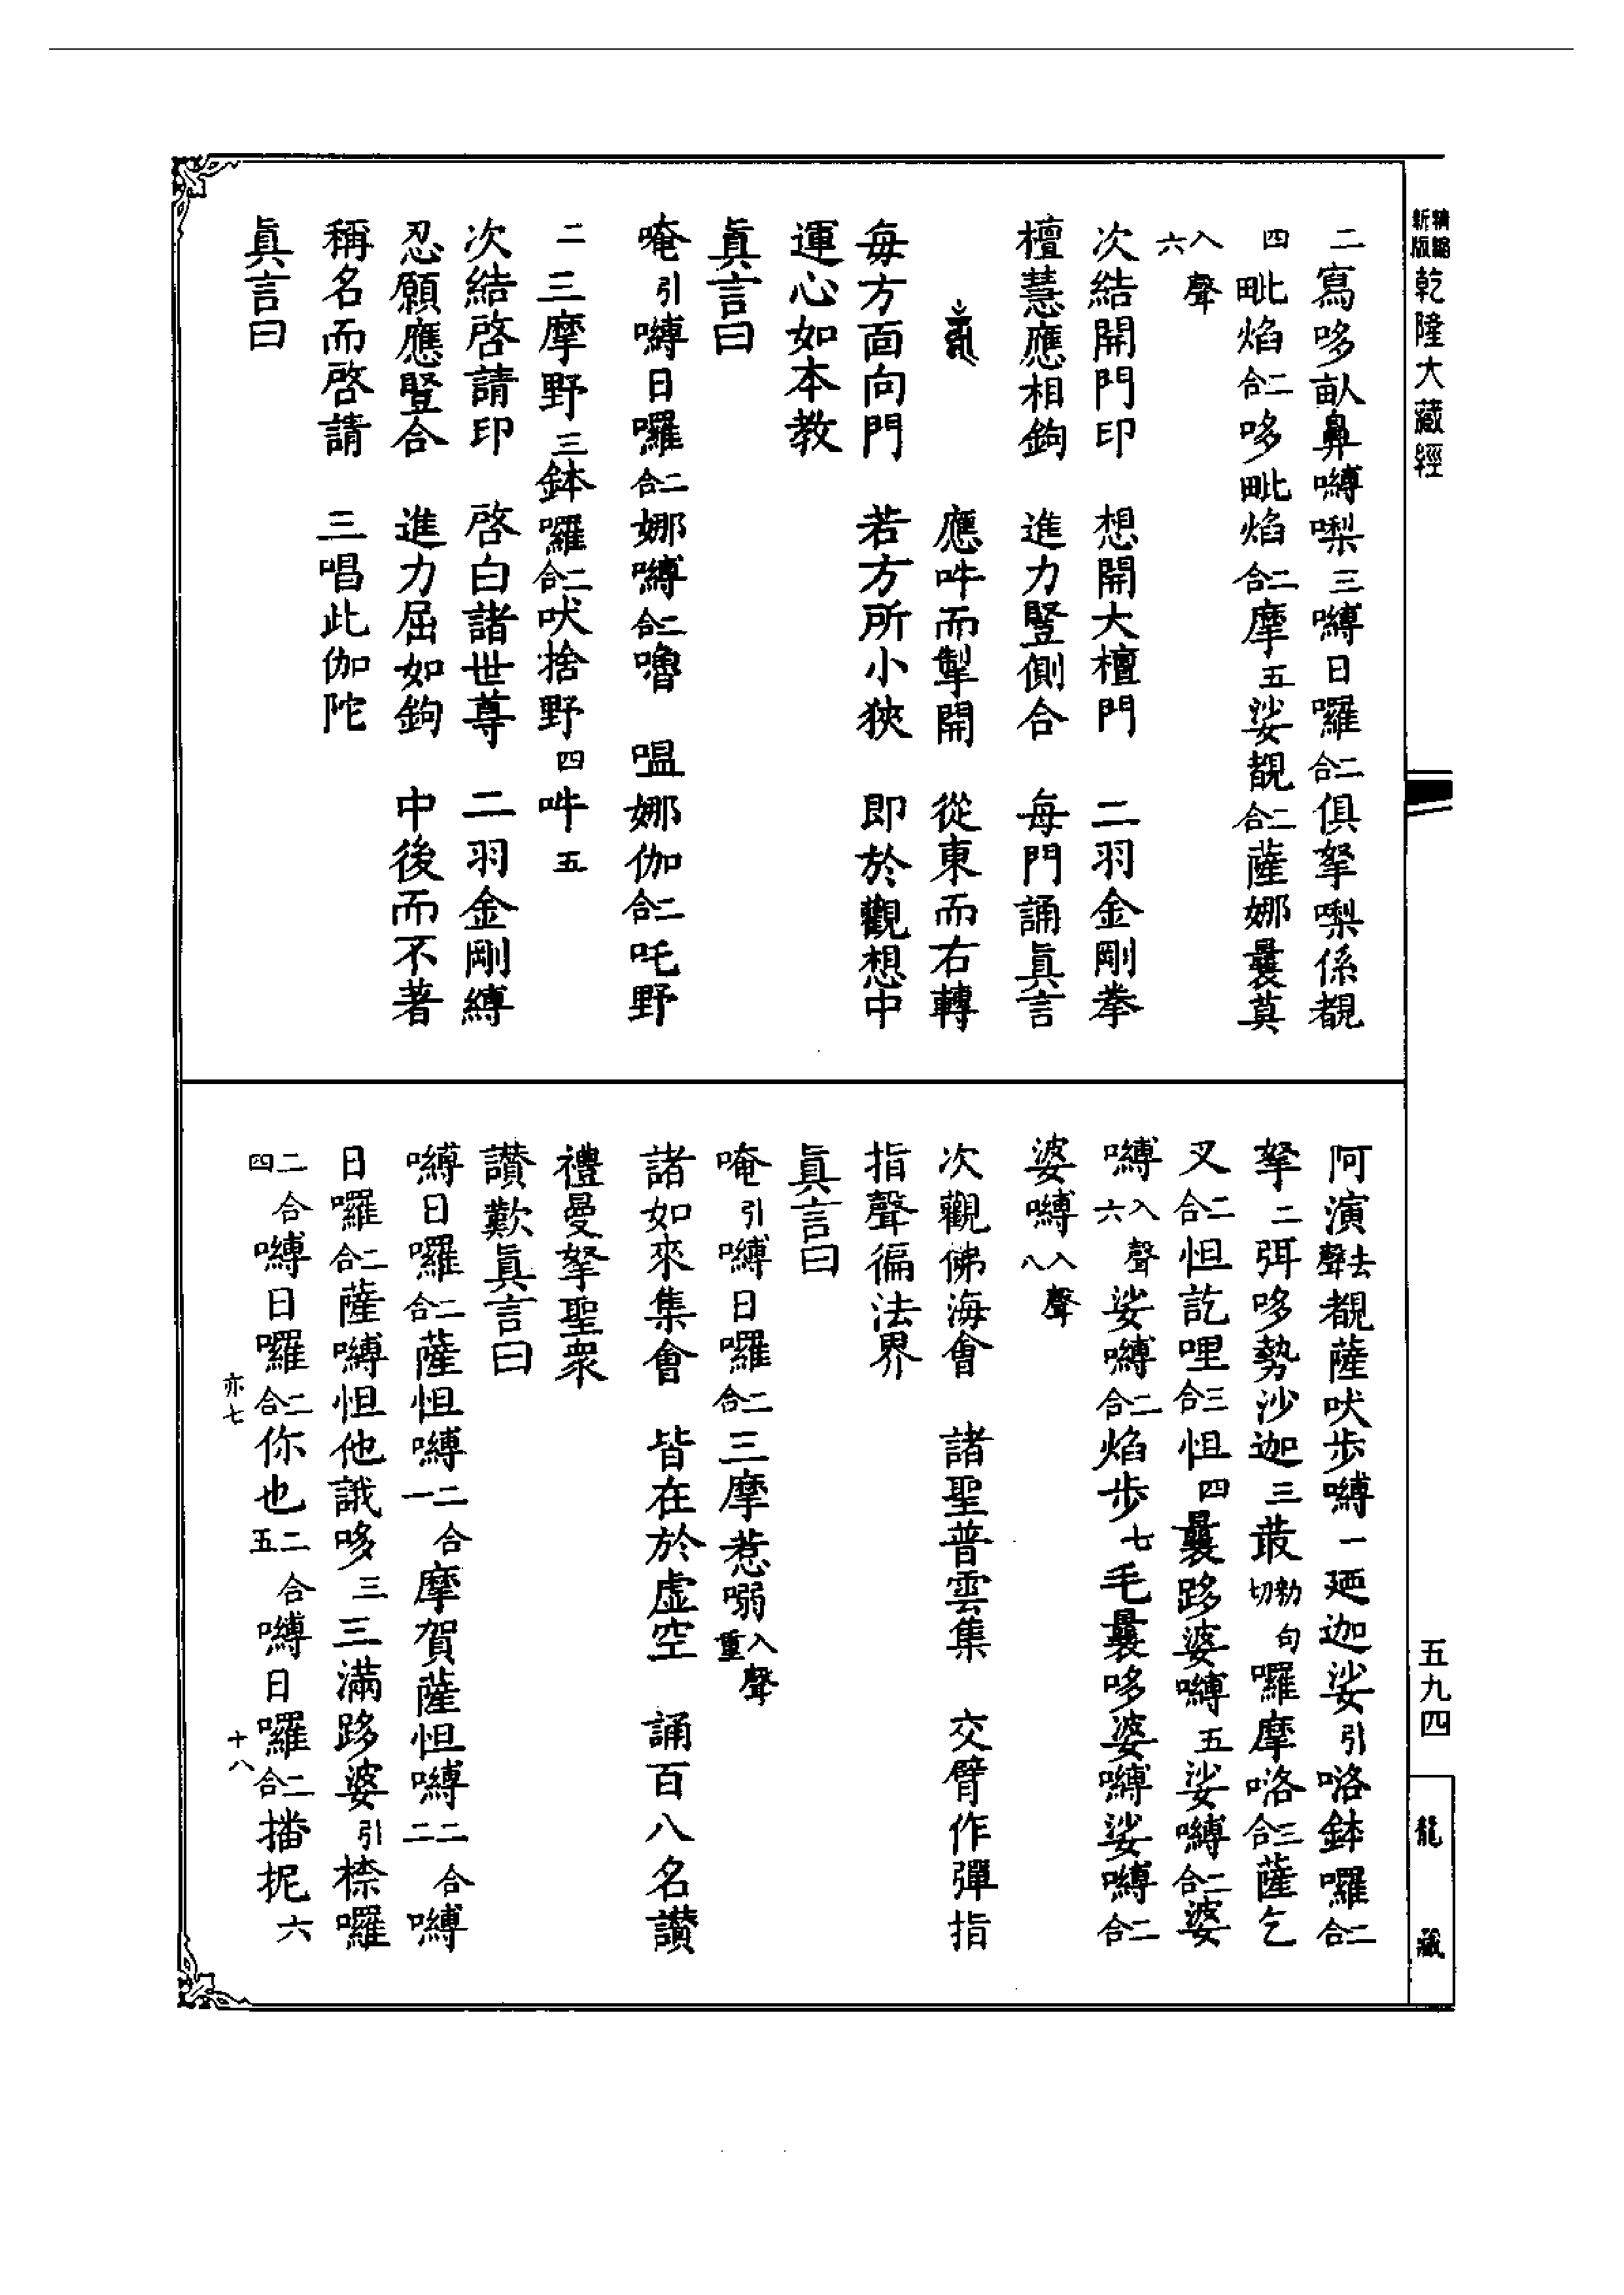 新版
精縮
乾隆大藏經
二寫哆畝鼻嚩㗚三嚩日囉二合俱拏㗚係覩
四毗焰二合哆毗焰二合摩五娑覩二合薩娜曩莫
入聲六
次結開門印　想開大檀門　二羽金剛拳
檀慧應相鉤　進力豎側合　每門誦真言
應吽而掣開　從東而右轉
每方面向門　若方所小狹　即於觀想中
運心如本教
真言曰
唵引嚩日囉二合娜嚩二合嚕　嗢娜伽二合吒野
二三摩野三鉢囉二合吠捨野四吽五
次結啓請印　啓白諸世尊　二羽金剛縛
忍願應豎合　進力屈如鉤　中後而不著
稱名而啓請　三唱此伽陀
真言曰
阿演去聲覩薩吠步嚩一迺迦娑引咯鉢囉二合
拏二弭哆勢沙迦三菆勑句切囉摩咯三合薩乞
叉二合怛訖哩三合怛四曩跢婆嚩五娑嚩二合婆
嚩入聲六娑嚩二合焰步七毛曩哆婆嚩娑嚩二合
婆嚩入聲八
次觀佛海會　諸聖普雲集　交臂作彈指
指聲徧法界
真言曰
唵引嚩日囉二合三摩惹嗍入聲重
諸如來集會　皆在於虛空　誦百八名讚
禮曼拏聖衆
讚歎真言曰
嚩日囉二合薩怛嚩二合一摩賀薩怛嚩二合二嚩
日囉二合薩嚩怛他誐哆三三滿跢婆引標囉
二合四嚩日囉二合你也二合五嚩日囉二合播抳六
亦七
十八
五九四
龍藏